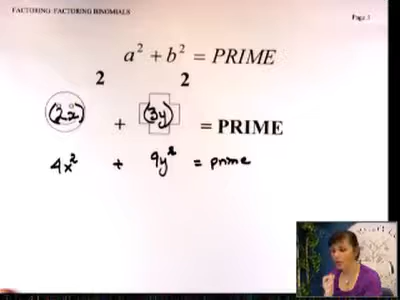 FACTORING: FACTORING BINOMIALS
Page 3
a² + b² = PRIME
2 2
(2x) + (3y) = PRIME
4x² + 9y² = prime